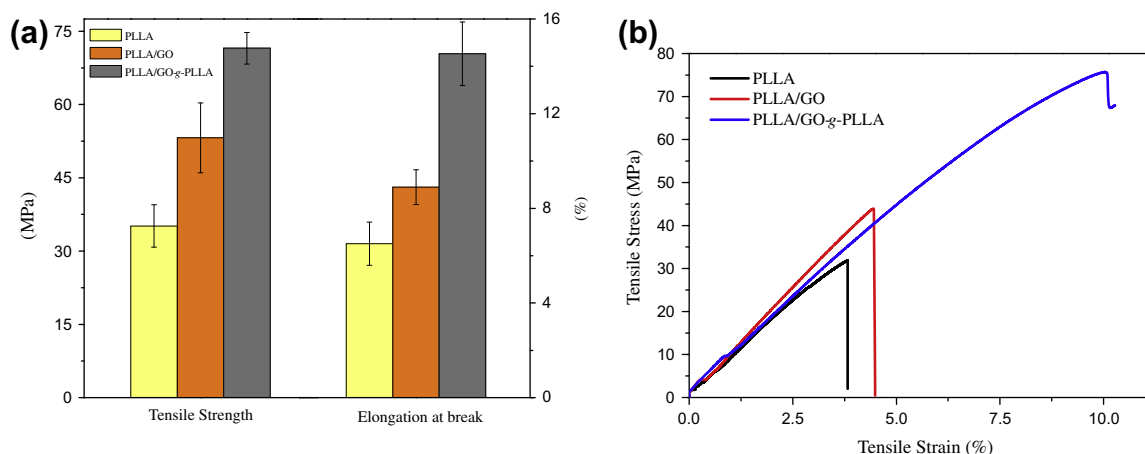 (a)
75
60
45
30
15
0
(MPa)
PLLA
PLLA/GO
PLLA/GO-g-PLLA
16
12
8
4
0
(%)
Tensile Strength
Elongation at break
(b)
80
70
60
50
40
30
20
10
0
Tensile Stress (MPa)
PLLA
PLLA/GO
PLLA/GO-g-PLLA
0.0
2.5
5.0
7.5
10.0
Tensile Strain (%)